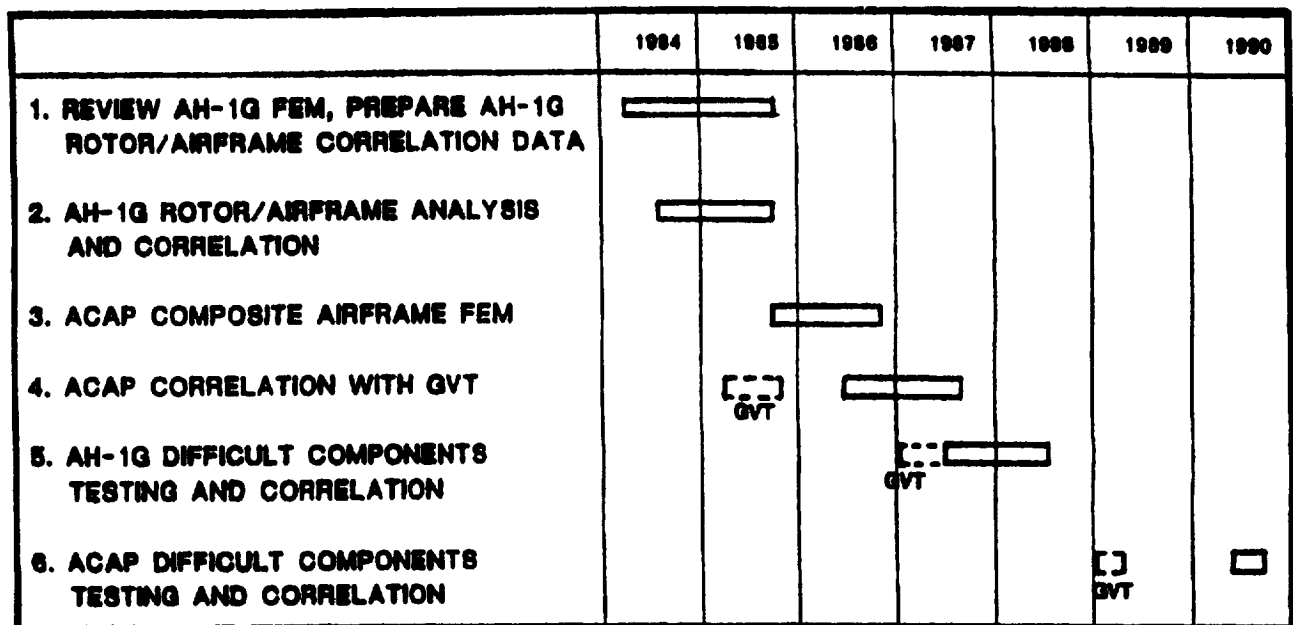 1984 1985 1986 1987 1988 1989 1990
1. REVIEW AH-1G FEM, PREPARE AH-1G
ROTOR/AIRFRAME CORRELATION DATA
2. AH-1G ROTOR/AIRFRAME ANALYSIS
AND CORRELATION
3. ACAP COMPOSITE AIRFRAME FEM
4. ACAP CORRELATION WITH GVT
GVT
5. AH-1G DIFFICULT COMPONENTS
TESTING AND CORRELATION
GVT
6. ACAP DIFFICULT COMPONENTS
TESTING AND CORRELATION
GVT